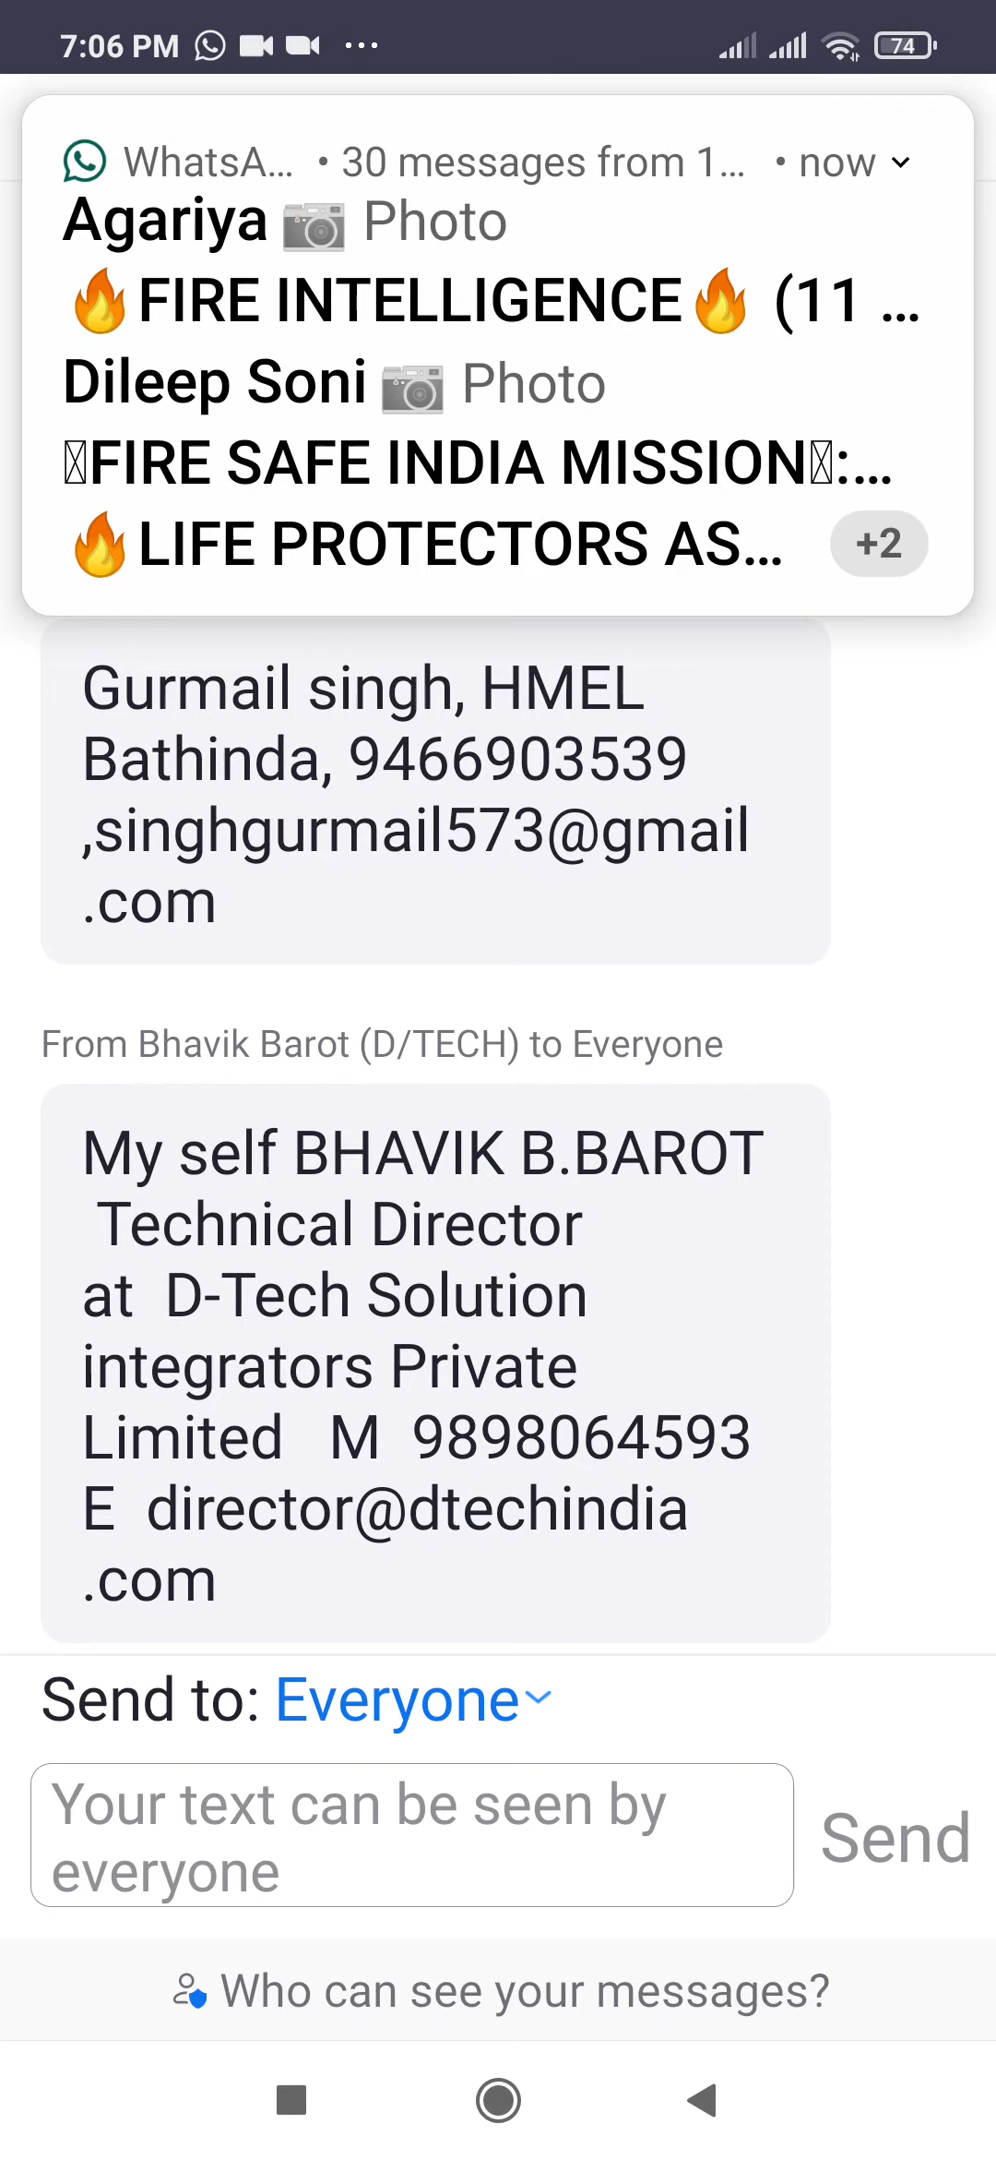 7:06 PM ... 74
WhatsA... • 30 messages from 1... • now
Agariya 📷 Photo
🔥FIRE INTELLIGENCE🔥 (11 ...
Dileep Soni 📷 Photo
FIRE SAFE INDIA MISSION:...
🔥LIFE PROTECTORS AS... +2
Gurmail singh, HMEL
Bathinda, 9466903539
,singhgurmail573@gmail
.com
From Bhavik Barot (D/TECH) to Everyone
My self BHAVIK B.BAROT
Technical Director
at D-Tech Solution
integrators Private
Limited M 9898064593
E director@dtechindia
.com
Send to: Everyone
Your text can be seen by
everyone
Send
Who can see your messages?